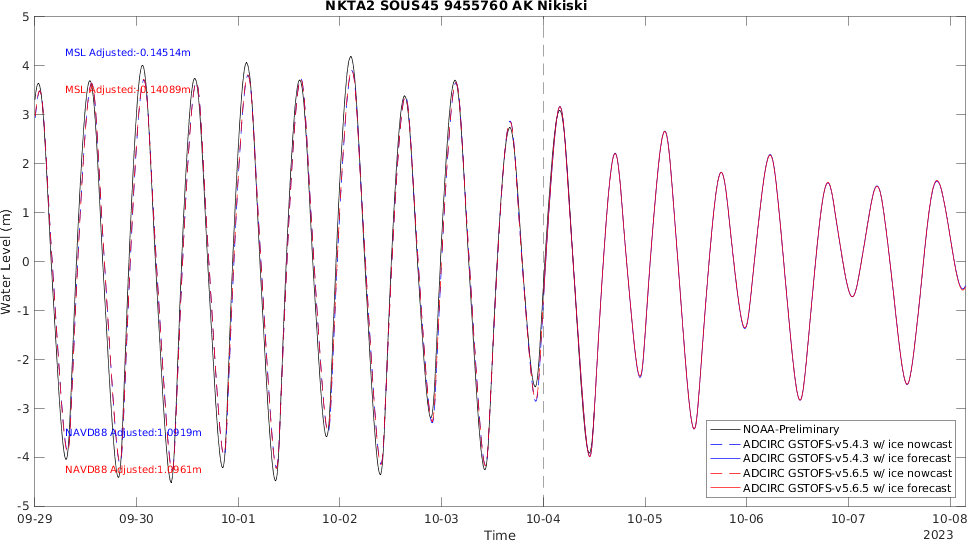 NKTA2 SOUS45 9455760 AK Nikiski
5
4
3
2
1
0
-1
-2
-3
-4
-5
Water Level (m)
MSL Adjusted:-0.14514m
MSL Adjusted:-0.14089m
NAVD88 Adjusted:1.0919m
NAVD88 Adjusted:1.0961m
NOAA-Preliminary
ADCIRC GSTOFS-v5.4.3 w/ ice nowcast
ADCIRC GSTOFS-v5.4.3 w/ ice forecast
ADCIRC GSTOFS-v5.6.5 w/ ice nowcast
ADCIRC GSTOFS-v5.6.5 w/ ice forecast
09-29 09-30 10-01 10-02 10-03 10-04 10-05 10-06 10-07 10-08
Time
2023